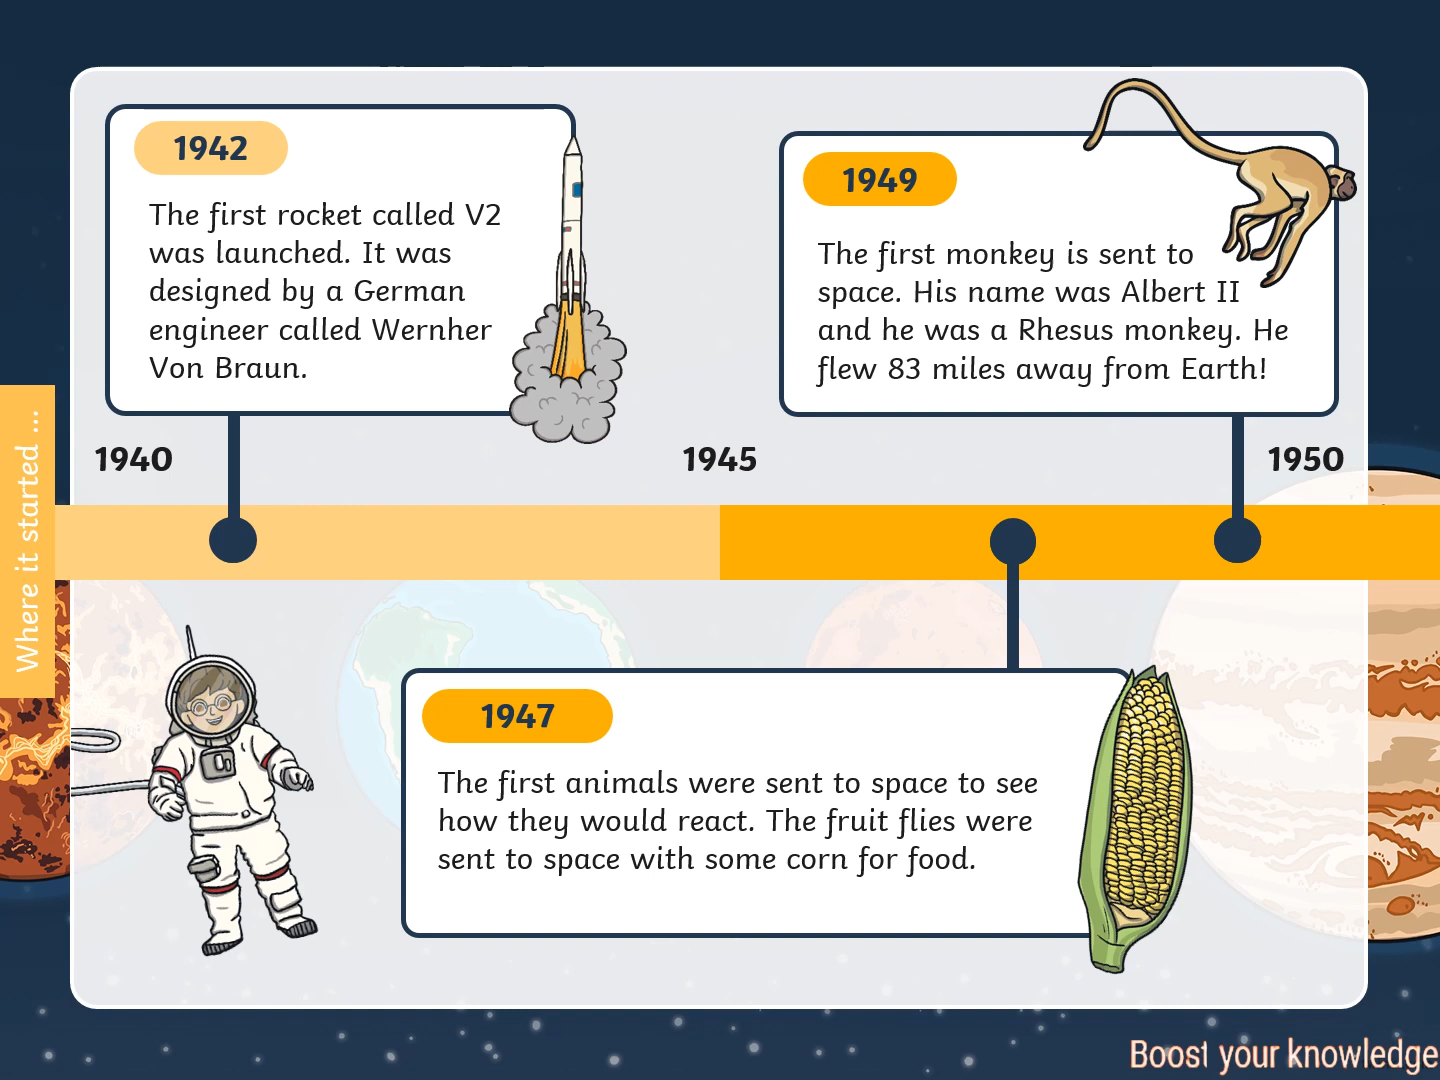 1942
The first rocket called V2
was launched. It was
designed by a German
engineer called Wernher
Von Braun.
1949
The first monkey is sent to
space. His name was Albert II
and he was a Rhesus monkey. He
flew 83 miles away from Earth!
Where it started ...
1940
1945
1950
1947
The first animals were sent to space to see
how they would react. The fruit flies were
sent to space with some corn for food.
Boost your knowledge